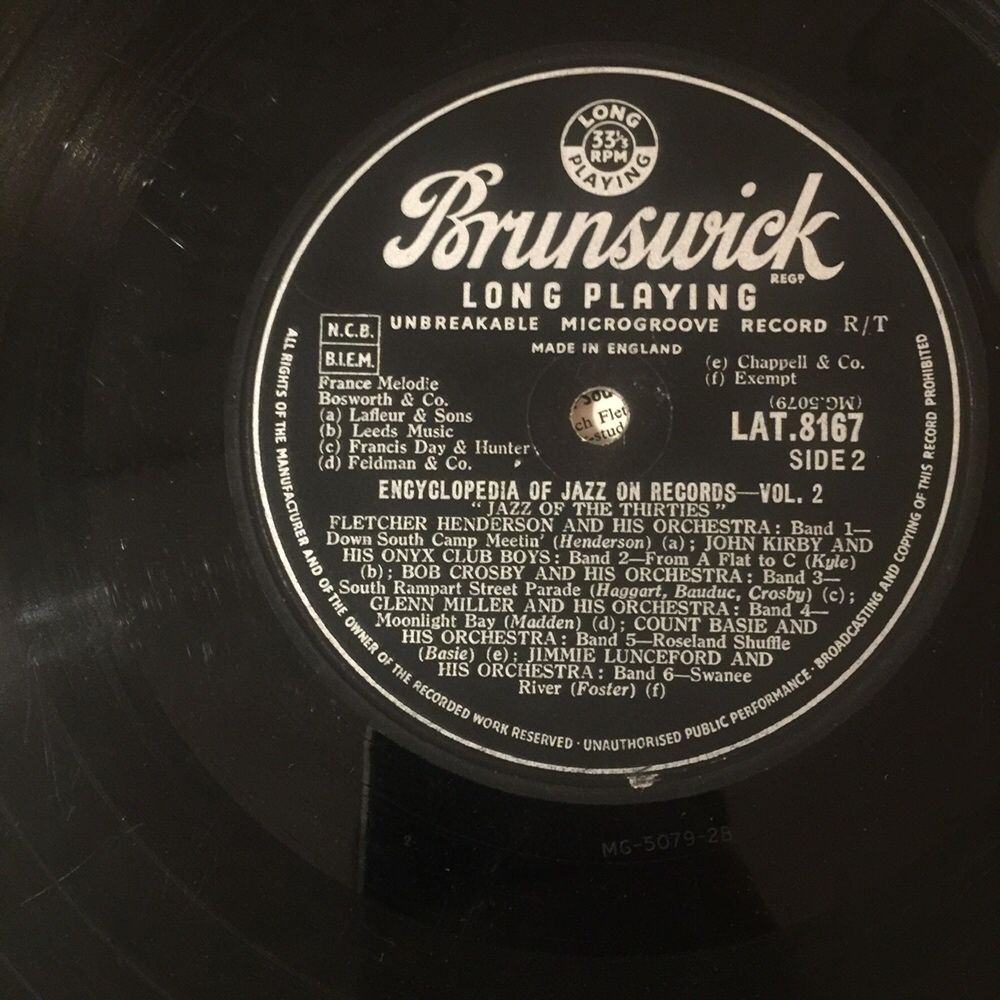 LONG
33⅓
RPM
PLAYING
Brunswick
REGD
LONG PLAYING
UNBREAKABLE MICROGROOVE RECORD R/T
MADE IN ENGLAND
N.C.B.
B.I.E.M.
France Melodie
Bosworth & Co.
(a) Lafleur & Sons
(b) Leeds Music
(c) Francis Day & Hunter
(d) Feldman & Co.
(e) Chappell & Co.
(f) Exempt
(MG.5079)
LAT.8167
SIDE 2
ch Flet
ENCYCLOPEDIA OF JAZZ ON RECORDS—VOL. 2
"JAZZ OF THE THIRTIES"
FLETCHER HENDERSON AND HIS ORCHESTRA: Band 1—
Down South Camp Meetin' (Henderson) (a); JOHN KIRBY AND
HIS ONYX CLUB BOYS: Band 2—From A Flat to C (Kyle)
(b); BOB CROSBY AND HIS ORCHESTRA: Band 3—
South Rampart Street Parade (Haggart, Bauduc, Crosby) (c);
GLENN MILLER AND HIS ORCHESTRA: Band 4—
Moonlight Bay (Madden) (d); COUNT BASIE AND
HIS ORCHESTRA: Band 5—Roseland Shuffle
(Basie) (e); JIMMIE LUNCEFORD AND
HIS ORCHESTRA: Band 6—Swanee
River (Foster) (f)
ALL RIGHTS OF THE MANUFACTURER AND OF THE OWNER OF THE RECORDED WORK RESERVED · UNAUTHORISED PUBLIC PERFORMANCE · BROADCASTING AND COPYING OF THIS RECORD PROHIBITED
2
MG-5079-2B